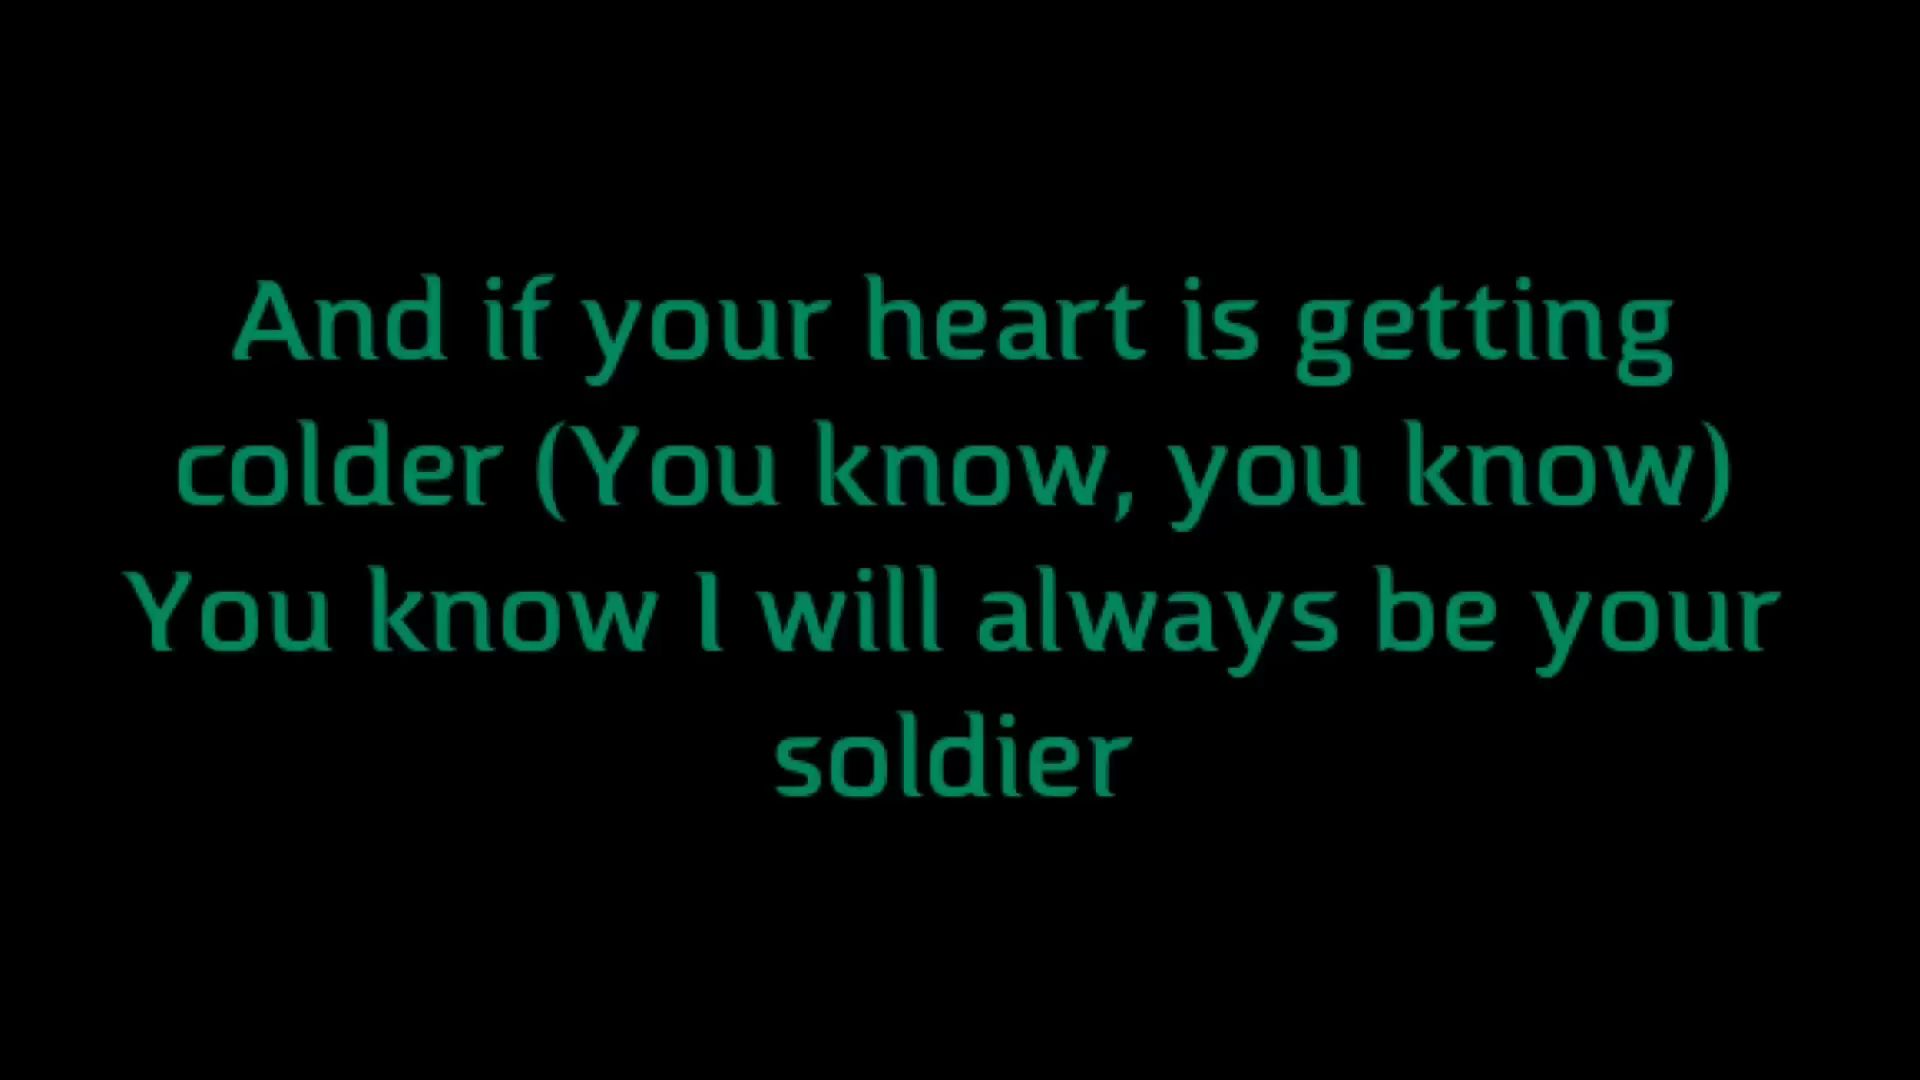 And if your heart is getting
colder (You know, you know)
You know I will always be your
soldier